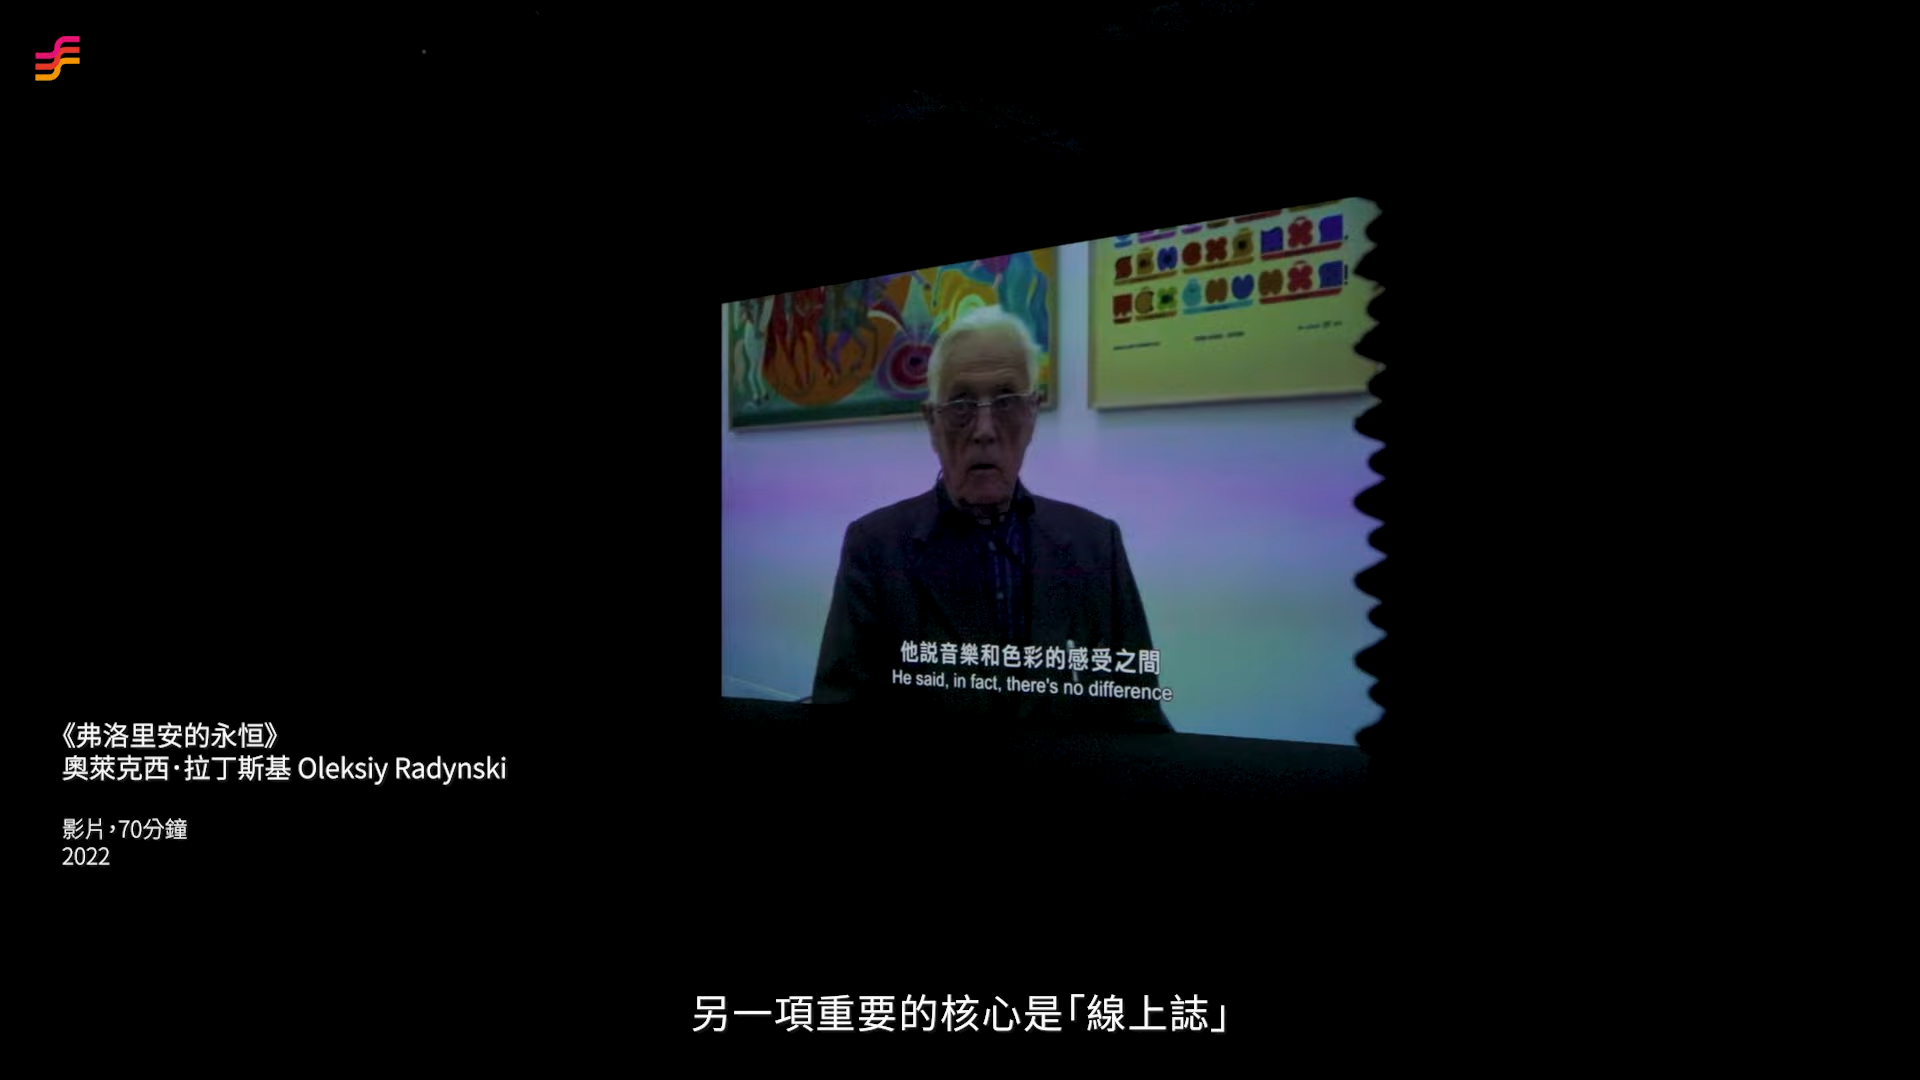 他説音樂和色彩的感受之間
He said, in fact, there's no difference
《弗洛里安的永恒》
奧萊克西·拉丁斯基 Oleksiy Radynski
影片，70分鐘
2022
另一項重要的核心是「線上誌」